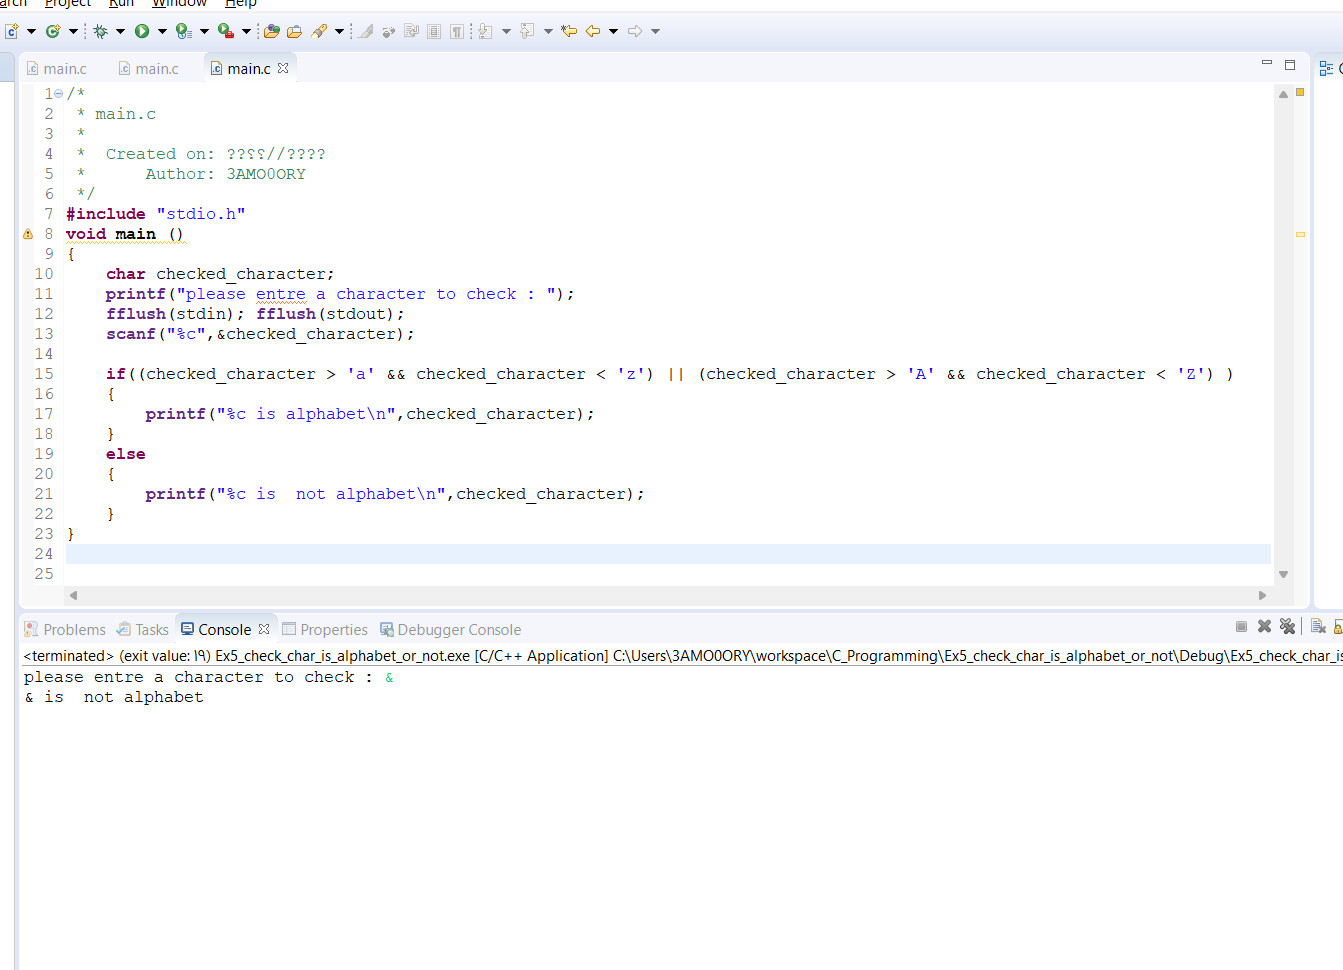 arch Project Run Window Help
main.c main.c main.c
1 /*
2  * main.c
3  *
4  *  Created on: ??؟؟//????
5  *      Author: 3AMO0ORY
6  */
7 #include "stdio.h"
8 void main ()
9 {
10     char checked_character;
11     printf("please entre a character to check : ");
12     fflush(stdin); fflush(stdout);
13     scanf("%c",&checked_character);
14
15     if((checked_character > 'a' && checked_character < 'z') || (checked_character > 'A' && checked_character < 'Z') )
16     {
17         printf("%c is alphabet\n",checked_character);
18     }
19     else
20     {
21         printf("%c is  not alphabet\n",checked_character);
22     }
23 }
24
25
Problems Tasks Console Properties Debugger Console
<terminated> (exit value: ١٩) Ex5_check_char_is_alphabet_or_not.exe [C/C++ Application] C:\Users\3AMO0ORY\workspace\C_Programming\Ex5_check_char_is_alphabet_or_not\Debug\Ex5_check_char_is
please entre a character to check : &
& is  not alphabet